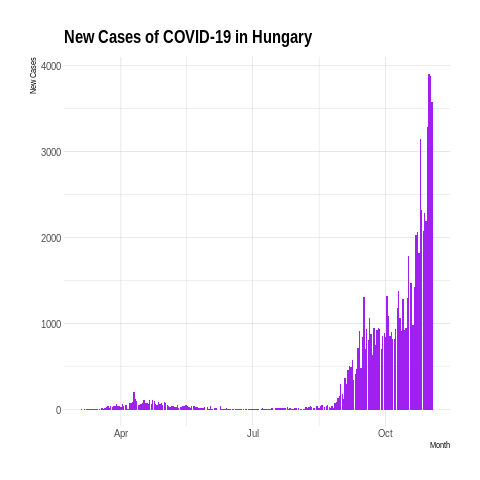 New Cases of COVID-19 in Hungary
New Cases
4000
3000
2000
1000
0
Apr
Jul
Oct
Month